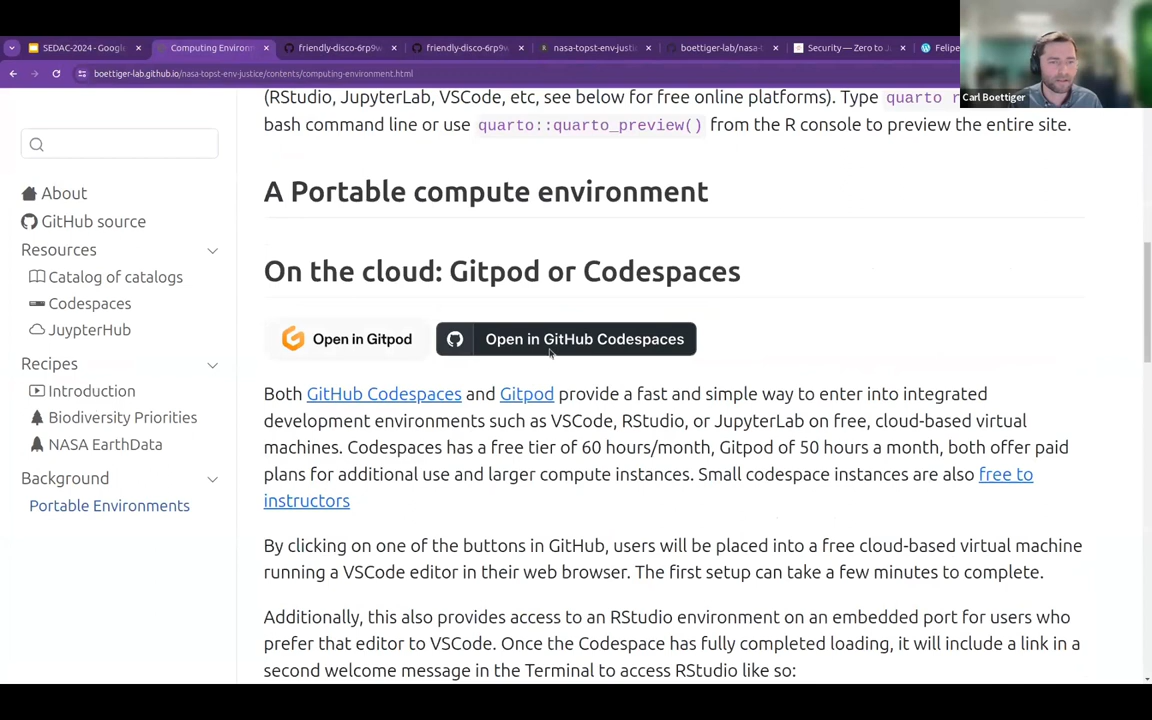 SEDAC-2024 - Google
Computing Environ
friendly-disco-6rp9w
friendly-disco-6rp9w
nasa-topst-env-justi
boettiger-lab/nasa-t
Security — Zero to J
Felipe
boettiger-lab.github.io/nasa-topst-env-justice/contents/computing-environment.html
Carl Boettiger
(RStudio, JupyterLab, VSCode, etc, see below for free online platforms). Type quarto r
bash command line or use quarto::quarto_preview() from the R console to preview the entire site.
About
GitHub source
Resources
Catalog of catalogs
Codespaces
JuypterHub
Recipes
Introduction
Biodiversity Priorities
NASA EarthData
Background
Portable Environments
A Portable compute environment
On the cloud: Gitpod or Codespaces
Open in Gitpod
Open in GitHub Codespaces
Both GitHub Codespaces and Gitpod provide a fast and simple way to enter into integrated
development environments such as VSCode, RStudio, or JupyterLab on free, cloud-based virtual
machines. Codespaces has a free tier of 60 hours/month, Gitpod of 50 hours a month, both offer paid
plans for additional use and larger compute instances. Small codespace instances are also free to
instructors
By clicking on one of the buttons in GitHub, users will be placed into a free cloud-based virtual machine
running a VSCode editor in their web browser. The first setup can take a few minutes to complete.
Additionally, this also provides access to an RStudio environment on an embedded port for users who
prefer that editor to VSCode. Once the Codespace has fully completed loading, it will include a link in a
second welcome message in the Terminal to access RStudio like so: